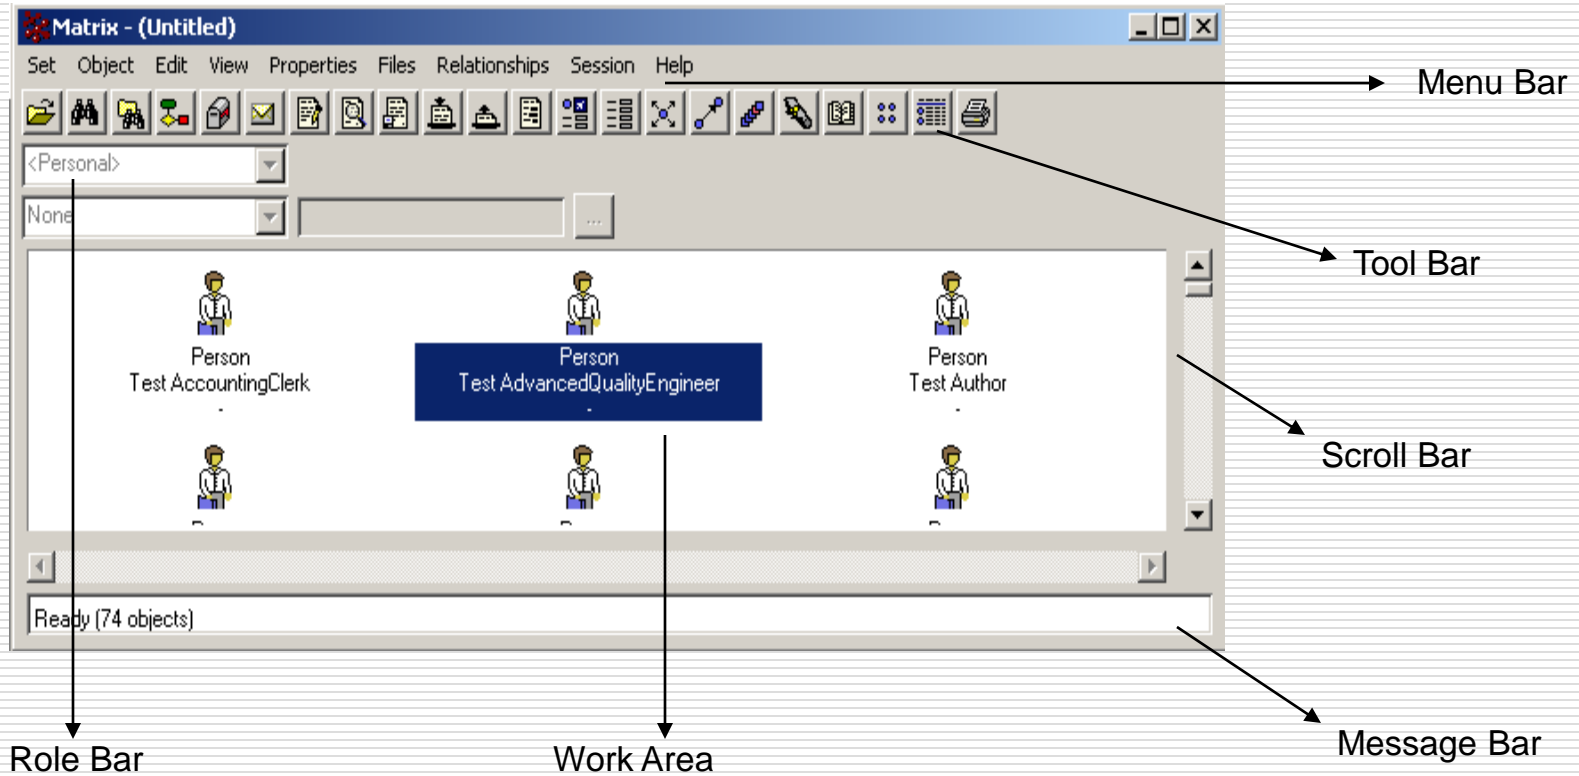 Matrix - (Untitled)
Set Object Edit View Properties Files Relationships Session Help
Menu Bar
<Personal>
None
...
Tool Bar
Person
Test AccountingClerk
-
Person
Test AdvancedQualityEngineer
-
Person
Test Author
-
Scroll Bar
Ready (74 objects)
Role Bar
Work Area
Message Bar